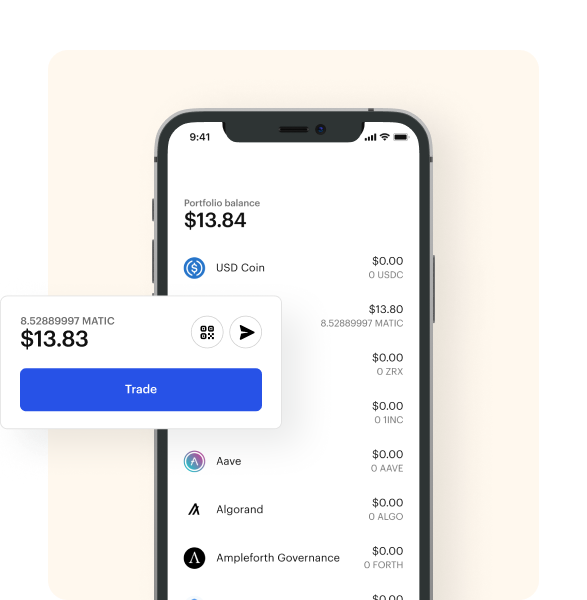 9:41
Portfolio balance
$13.84
USD Coin
$0.00
0 USDC
$13.80
8.52889997 MATIC
8.52889997 MATIC
$13.83
Trade
$0.00
0 ZRX
$0.00
0 1INC
Aave
$0.00
0 AAVE
Algorand
$0.00
0 ALGO
Ampleforth Governance
$0.00
0 FORTH
$0.00